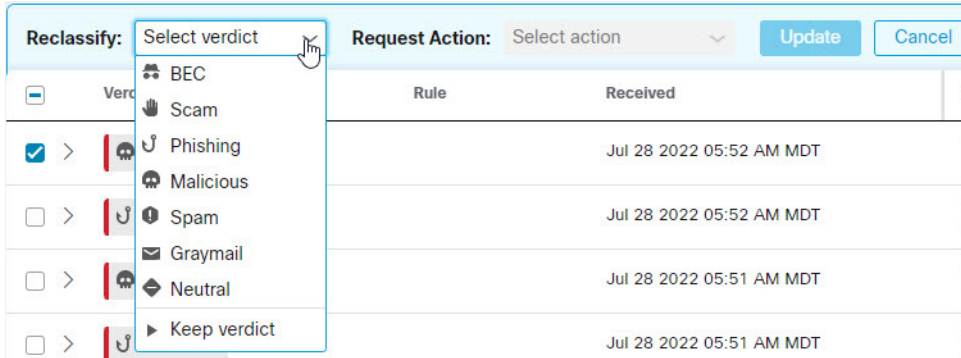 Reclassify: Select verdict Request Action: Select action Update Cancel
BEC
Verd Rule Received
Scam
Phishing Jul 28 2022 05:52 AM MDT
Malicious
Spam Jul 28 2022 05:52 AM MDT
Graymail
Neutral Jul 28 2022 05:51 AM MDT
Keep verdict
Jul 28 2022 05:51 AM MDT